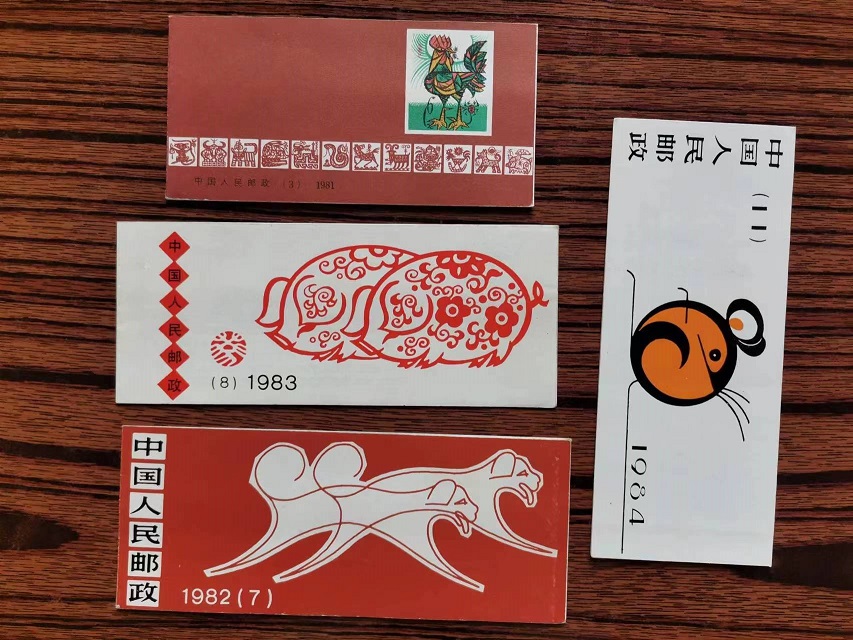 中国人民邮政 (3) 1981
中国人民邮政
(8) 1983
中国人民邮政
1982(7)
中国人民邮政
(11)
1984